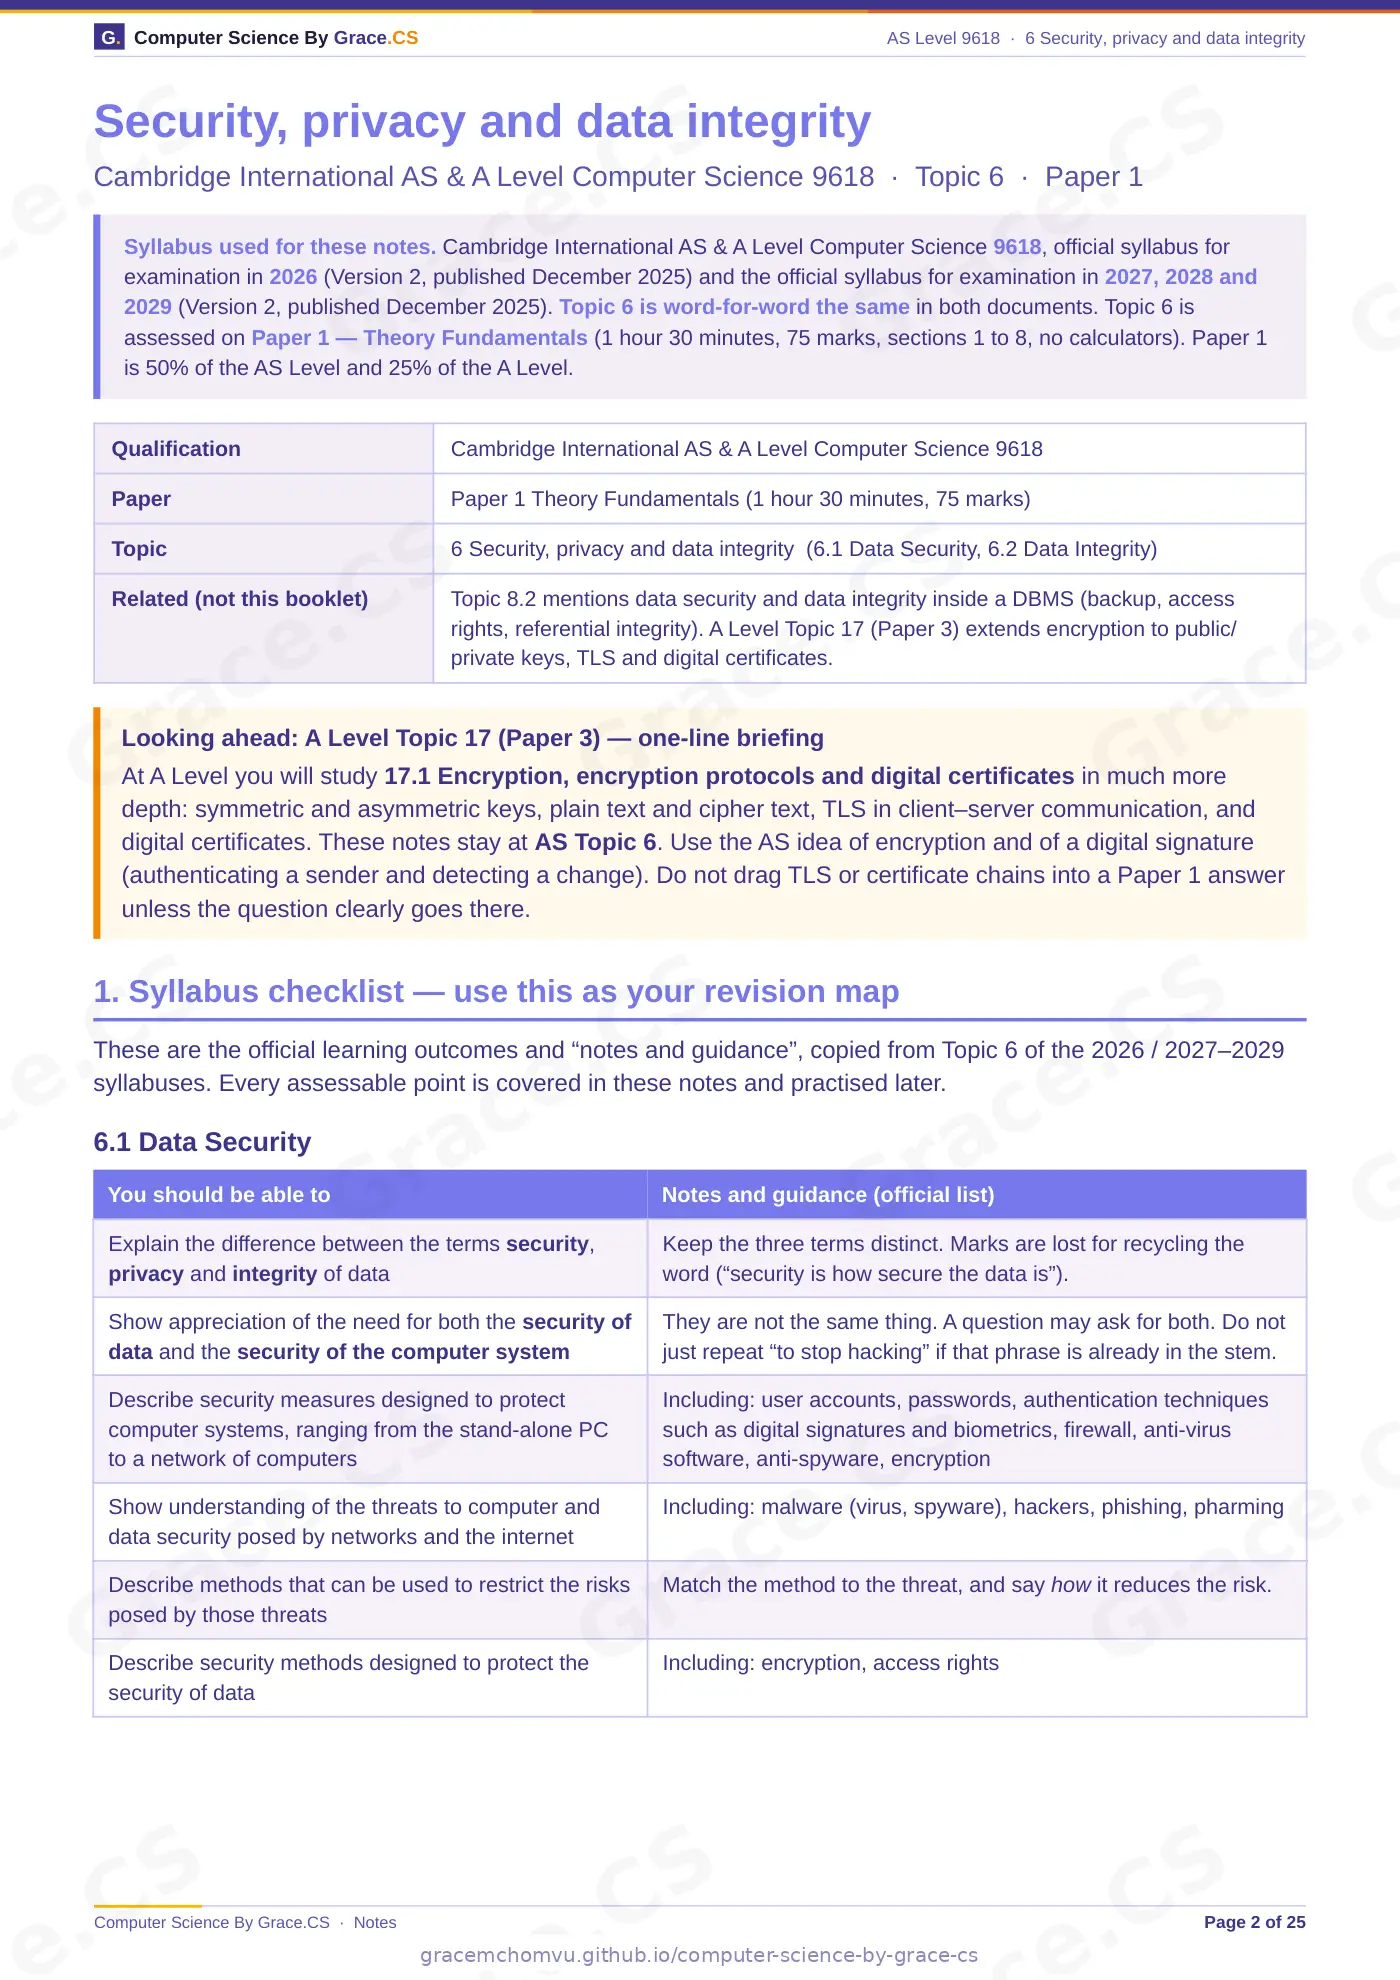 G. Computer Science By Grace.CS
AS Level 9618 · 6 Security, privacy and data integrity
Security, privacy and data integrity
Cambridge International AS & A Level Computer Science 9618 · Topic 6 · Paper 1
Syllabus used for these notes. Cambridge International AS & A Level Computer Science 9618, official syllabus for
examination in 2026 (Version 2, published December 2025) and the official syllabus for examination in 2027, 2028 and
2029 (Version 2, published December 2025). Topic 6 is word-for-word the same in both documents. Topic 6 is
assessed on Paper 1 — Theory Fundamentals (1 hour 30 minutes, 75 marks, sections 1 to 8, no calculators). Paper 1
is 50% of the AS Level and 25% of the A Level.
Qualification
Cambridge International AS & A Level Computer Science 9618
Paper
Paper 1 Theory Fundamentals (1 hour 30 minutes, 75 marks)
Topic
6 Security, privacy and data integrity (6.1 Data Security, 6.2 Data Integrity)
Related (not this booklet)
Topic 8.2 mentions data security and data integrity inside a DBMS (backup, access
rights, referential integrity). A Level Topic 17 (Paper 3) extends encryption to public/
private keys, TLS and digital certificates.
Looking ahead: A Level Topic 17 (Paper 3) — one-line briefing
At A Level you will study 17.1 Encryption, encryption protocols and digital certificates in much more
depth: symmetric and asymmetric keys, plain text and cipher text, TLS in client–server communication, and
digital certificates. These notes stay at AS Topic 6. Use the AS idea of encryption and of a digital signature
(authenticating a sender and detecting a change). Do not drag TLS or certificate chains into a Paper 1 answer
unless the question clearly goes there.
1. Syllabus checklist — use this as your revision map
These are the official learning outcomes and “notes and guidance”, copied from Topic 6 of the 2026 / 2027–2029
syllabuses. Every assessable point is covered in these notes and practised later.
6.1 Data Security
You should be able to
Notes and guidance (official list)
Explain the difference between the terms security,
privacy and integrity of data
Keep the three terms distinct. Marks are lost for recycling the
word (“security is how secure the data is”).
Show appreciation of the need for both the security of
data and the security of the computer system
They are not the same thing. A question may ask for both. Do not
just repeat “to stop hacking” if that phrase is already in the stem.
Describe security measures designed to protect
computer systems, ranging from the stand-alone PC
to a network of computers
Including: user accounts, passwords, authentication techniques
such as digital signatures and biometrics, firewall, anti-virus
software, anti-spyware, encryption
Show understanding of the threats to computer and
data security posed by networks and the internet
Including: malware (virus, spyware), hackers, phishing, pharming
Describe methods that can be used to restrict the risks
posed by those threats
Match the method to the threat, and say how it reduces the risk.
Describe security methods designed to protect the
security of data
Including: encryption, access rights
Computer Science By Grace.CS · Notes
Page 2 of 25
gracemchomvu.github.io/computer-science-by-grace-cs